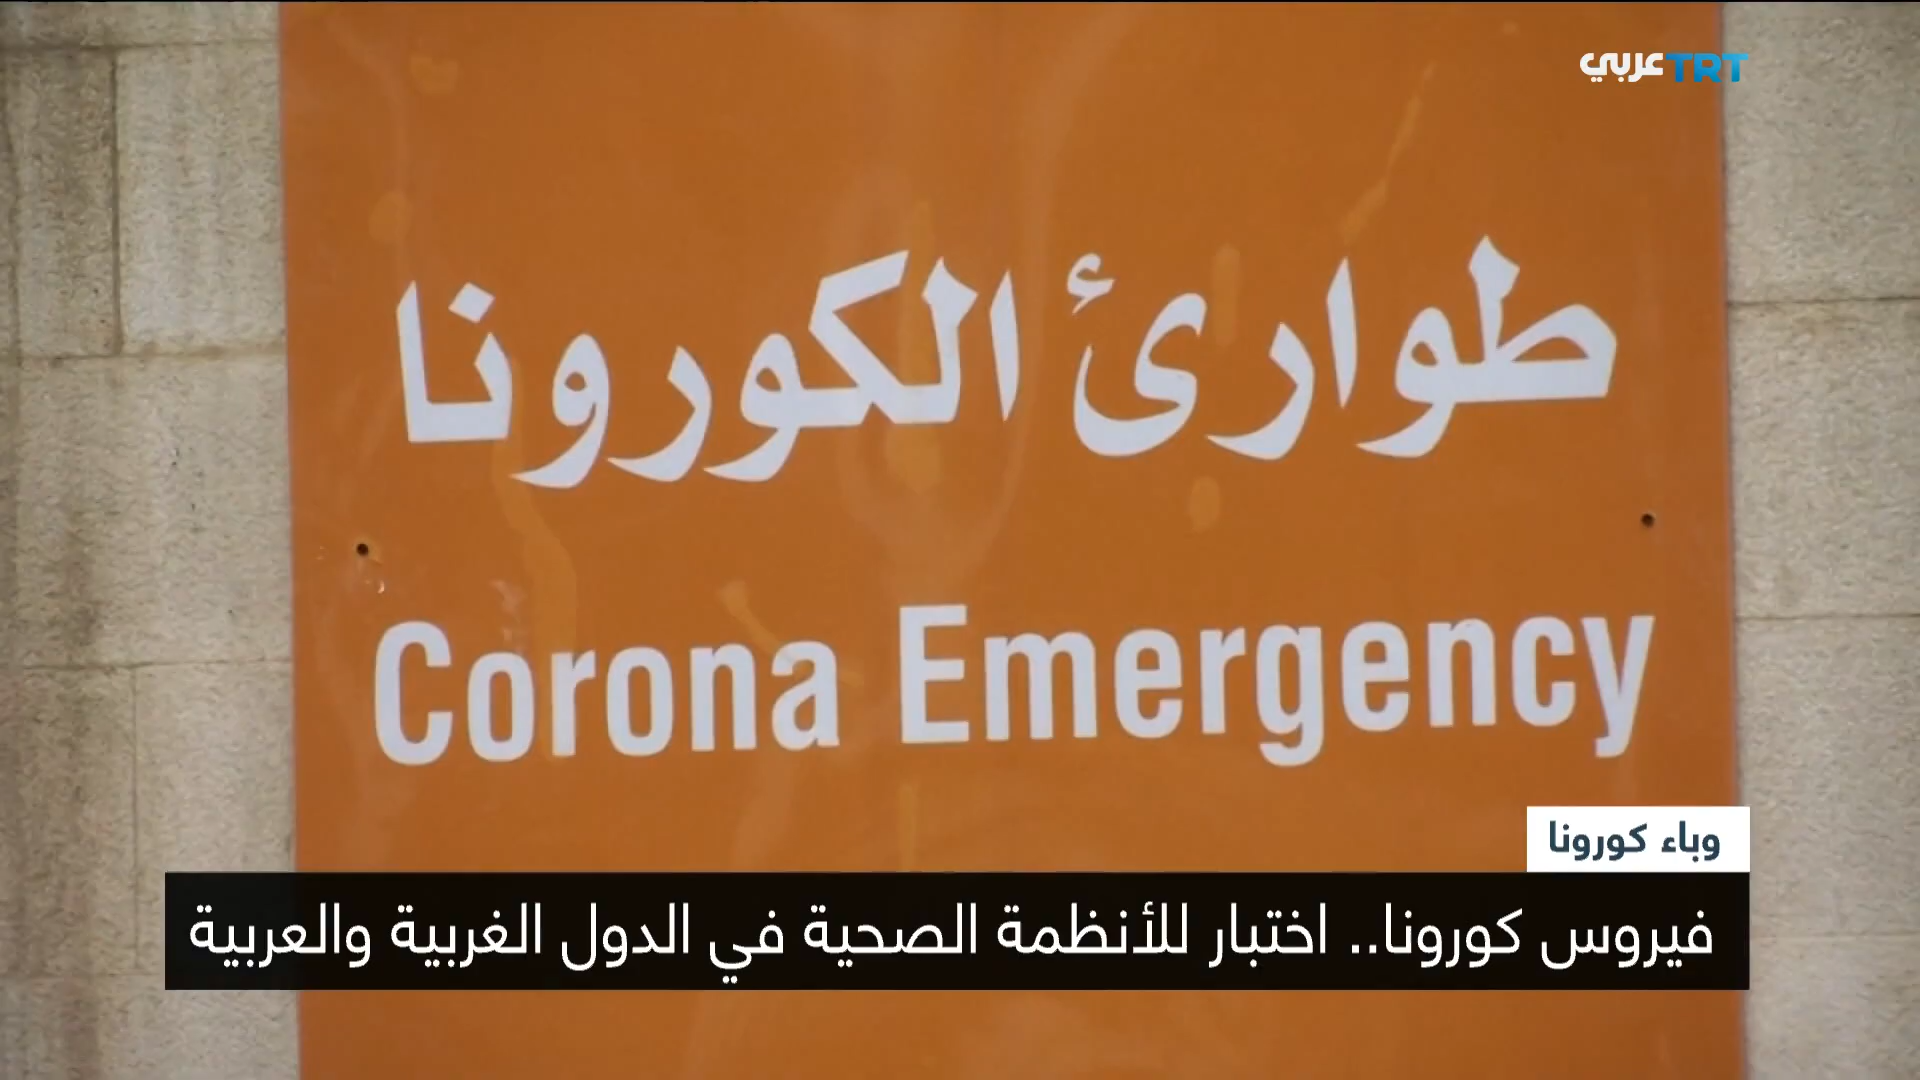 TRT عربي
طوارئ الكورونا
Corona Emergency
وباء كورونا
فيروس كورونا.. اختبار للأنظمة الصحية في الدول الغربية والعربية